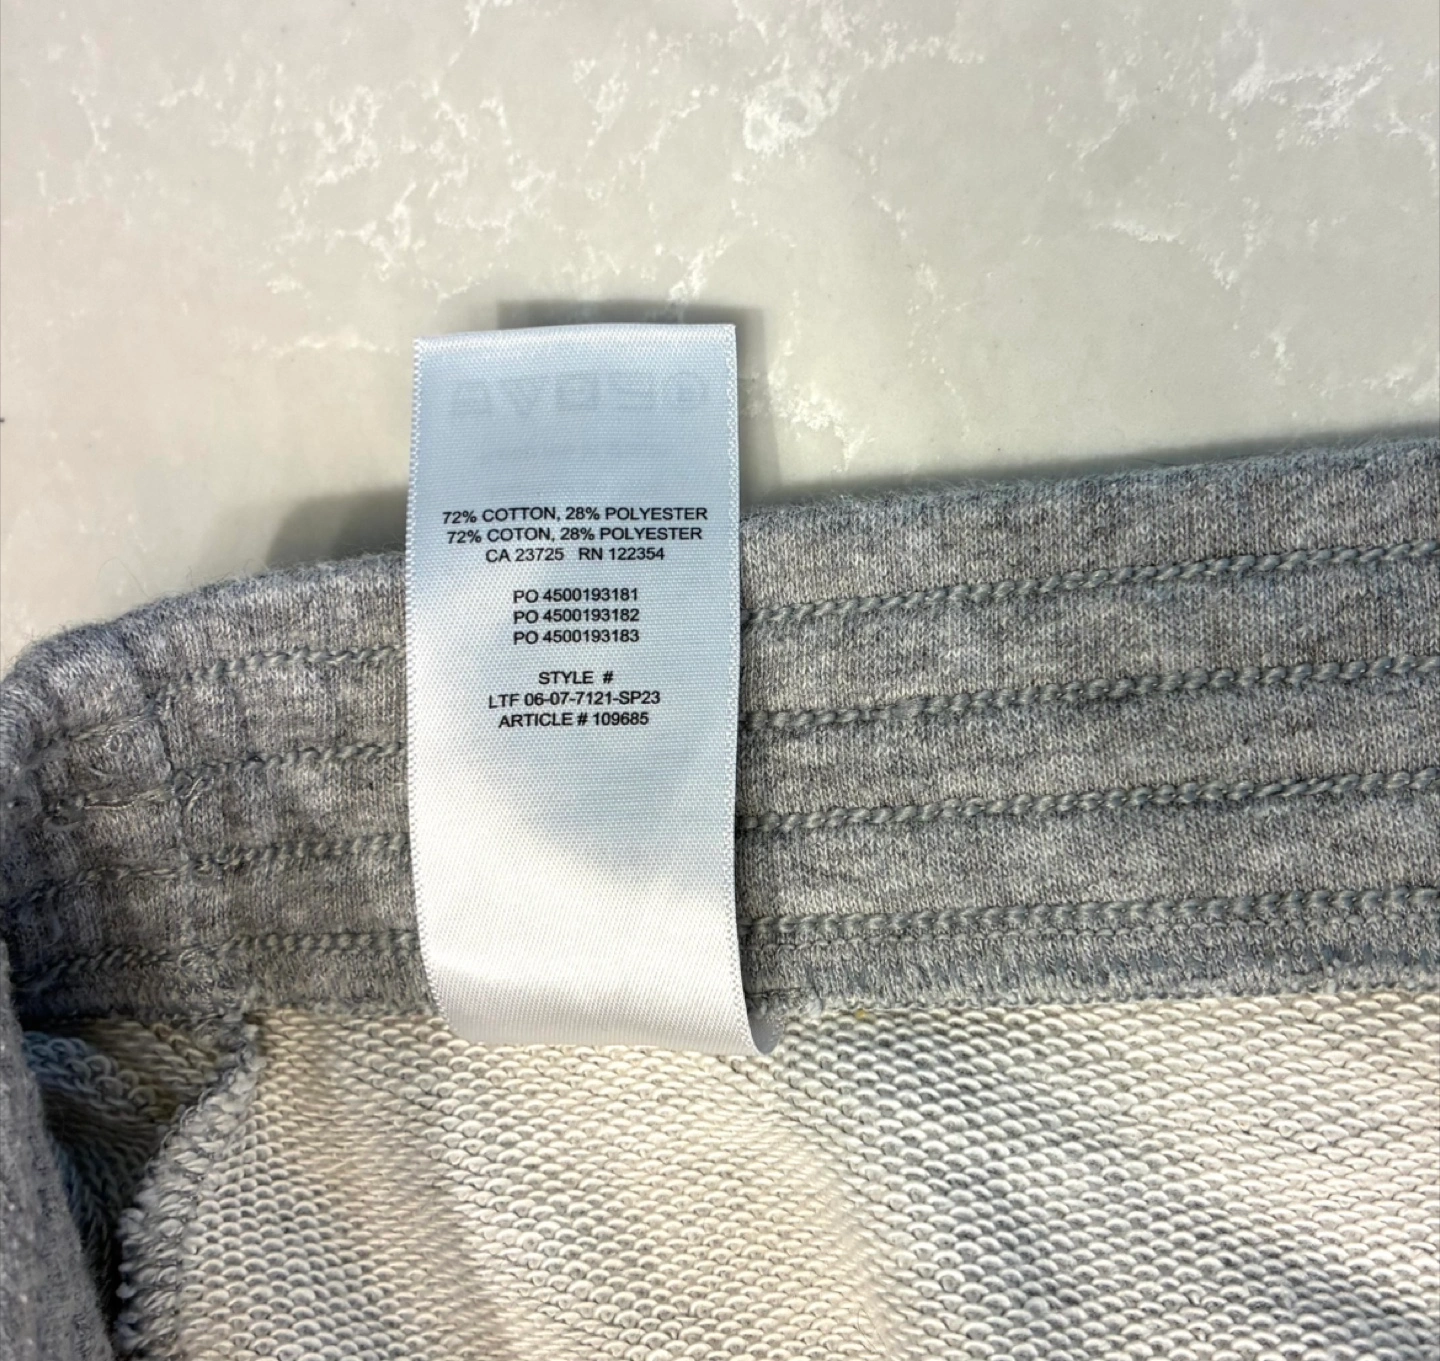 72% COTTON, 28% POLYESTER
72% COTON, 28% POLYESTER
CA 23725 RN 122354
PO 4500193181
PO 4500193182
PO 4500193183
STYLE #
LTF 06-07-7121-SP23
ARTICLE # 109685